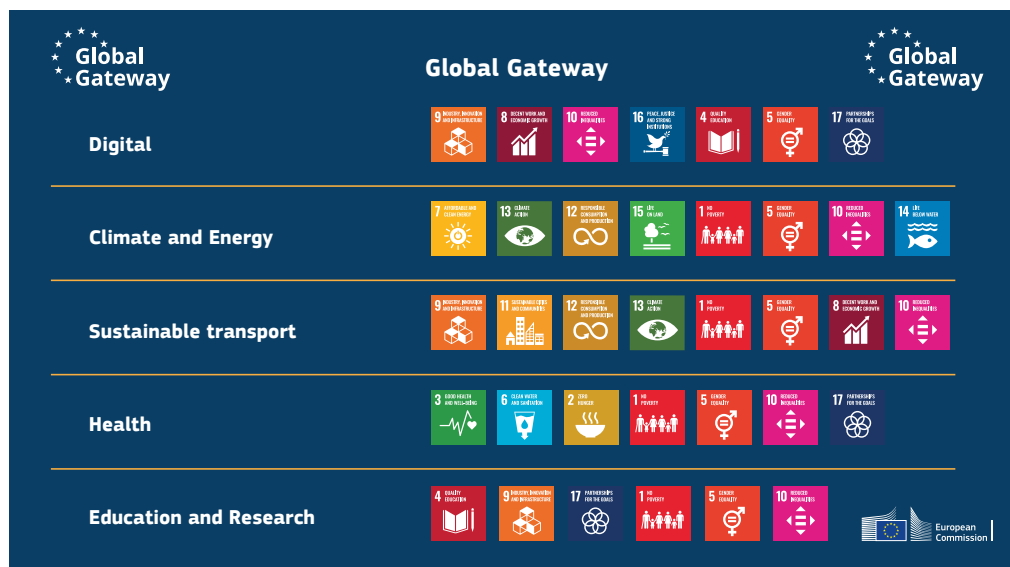 Global
Gateway
Global Gateway
Global
Gateway
Digital
9 INDUSTRY, INNOVATION
AND INFRASTRUCTURE
8 DECENT WORK AND
ECONOMIC GROWTH
10 REDUCED
INEQUALITIES
16 PEACE, JUSTICE
AND STRONG
INSTITUTIONS
4 QUALITY
EDUCATION
5 GENDER
EQUALITY
17 PARTNERSHIPS
FOR THE GOALS
Climate and Energy
7 AFFORDABLE AND
CLEAN ENERGY
13 CLIMATE
ACTION
12 RESPONSIBLE
CONSUMPTION
AND PRODUCTION
15 LIFE
ON LAND
1 NO
POVERTY
5 GENDER
EQUALITY
10 REDUCED
INEQUALITIES
14 LIFE
BELOW WATER
Sustainable transport
9 INDUSTRY, INNOVATION
AND INFRASTRUCTURE
11 SUSTAINABLE CITIES
AND COMMUNITIES
12 RESPONSIBLE
CONSUMPTION
AND PRODUCTION
13 CLIMATE
ACTION
1 NO
POVERTY
5 GENDER
EQUALITY
8 DECENT WORK AND
ECONOMIC GROWTH
10 REDUCED
INEQUALITIES
Health
3 GOOD HEALTH
AND WELL-BEING
6 CLEAN WATER
AND SANITATION
2 ZERO
HUNGER
1 NO
POVERTY
5 GENDER
EQUALITY
10 REDUCED
INEQUALITIES
17 PARTNERSHIPS
FOR THE GOALS
Education and Research
4 QUALITY
EDUCATION
9 INDUSTRY, INNOVATION
AND INFRASTRUCTURE
17 PARTNERSHIPS
FOR THE GOALS
1 NO
POVERTY
5 GENDER
EQUALITY
10 REDUCED
INEQUALITIES
European
Commission